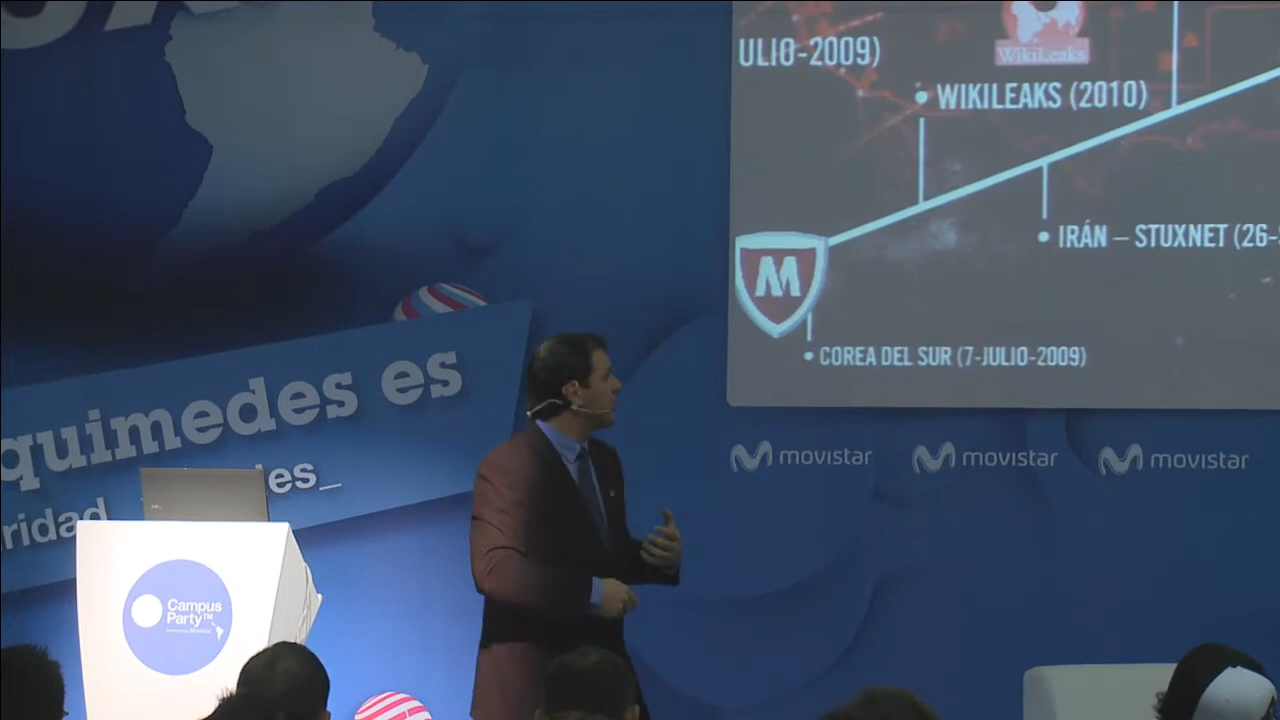 ULIO-2009)
WikiLeaks
WIKILEAKS (2010)
IRÁN – STUXNET (26-
M
COREA DEL SUR (7-JULIO-2009)
quimedes es
ridad
es_
movistar
movistar
movistar
Campus
Party™